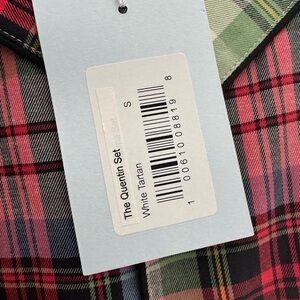 The Quentin Set
White Tartan
S
1 00610 08819 8